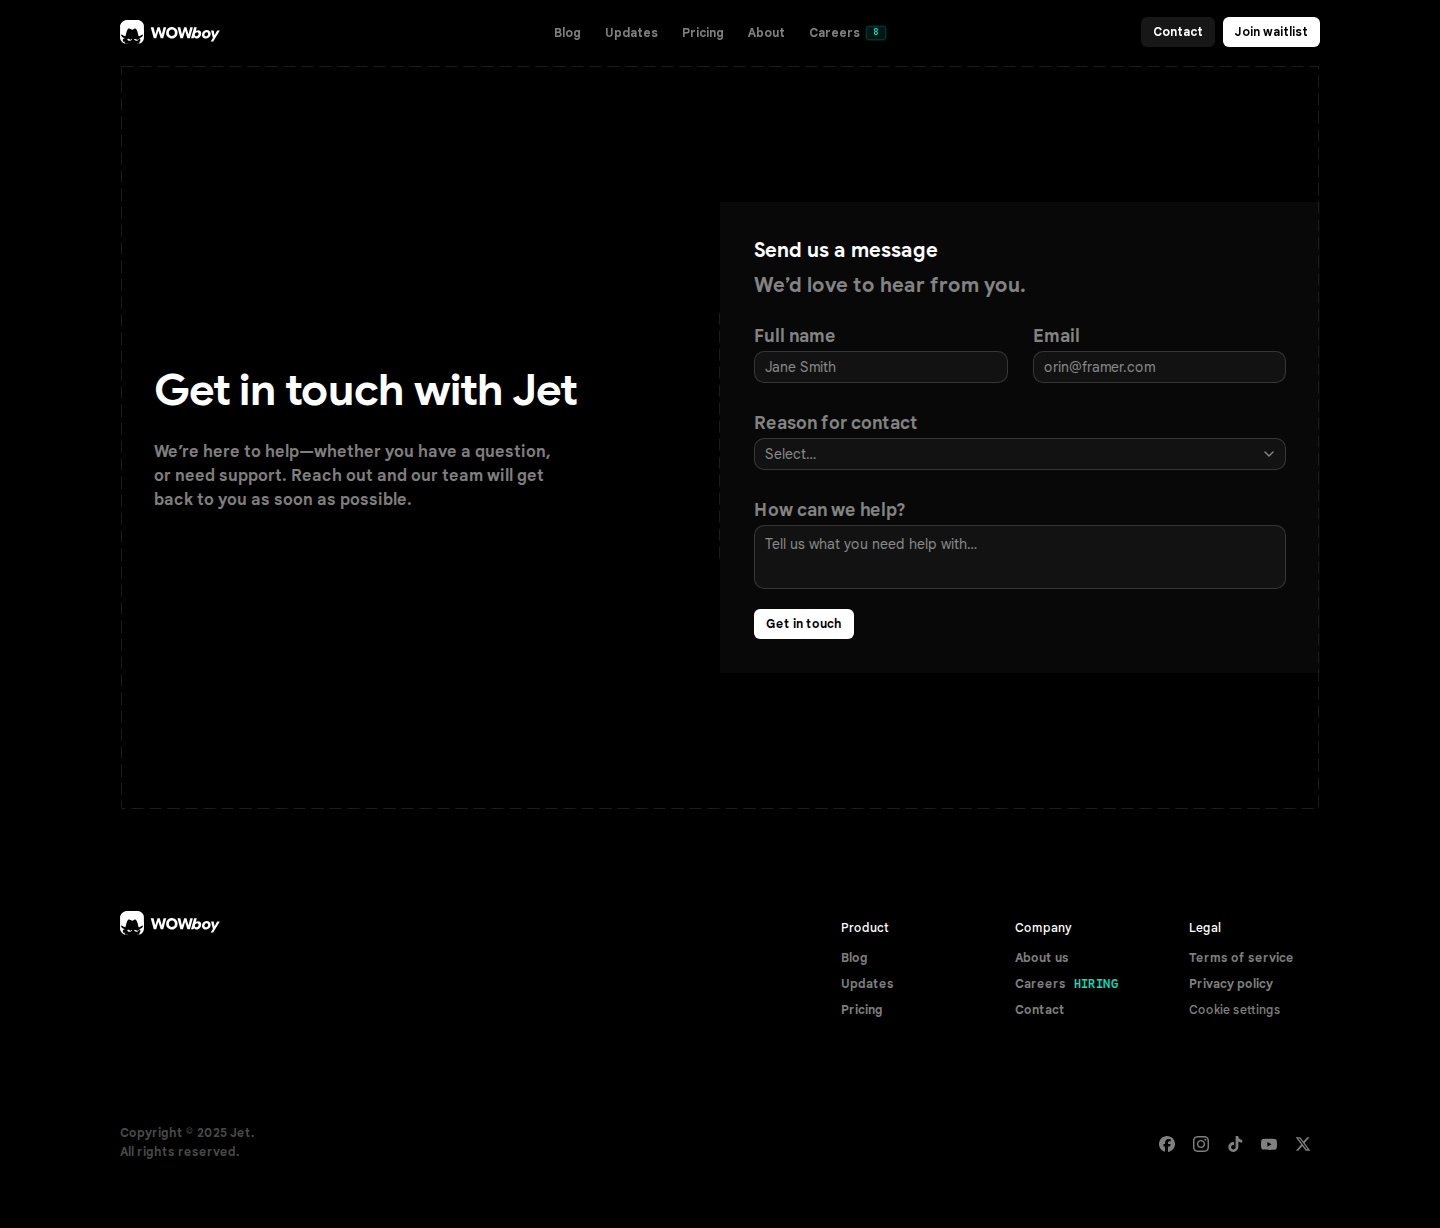 WOWboy
Blog
Updates
Pricing
About
Careers
8
Contact
Join waitlist
Get in touch with Jet
We’re here to help—whether you have a question,
or need support. Reach out and our team will get
back to you as soon as possible.
Send us a message
We’d love to hear from you.
Full name
Email
Jane Smith
orin@framer.com
Reason for contact
Select…
How can we help?
Tell us what you need help with…
Get in touch
WOWboy
Product
Blog
Updates
Pricing
Company
About us
Careers HIRING
Contact
Legal
Terms of service
Privacy policy
Cookie settings
Copyright © 2025 Jet.
All rights reserved.